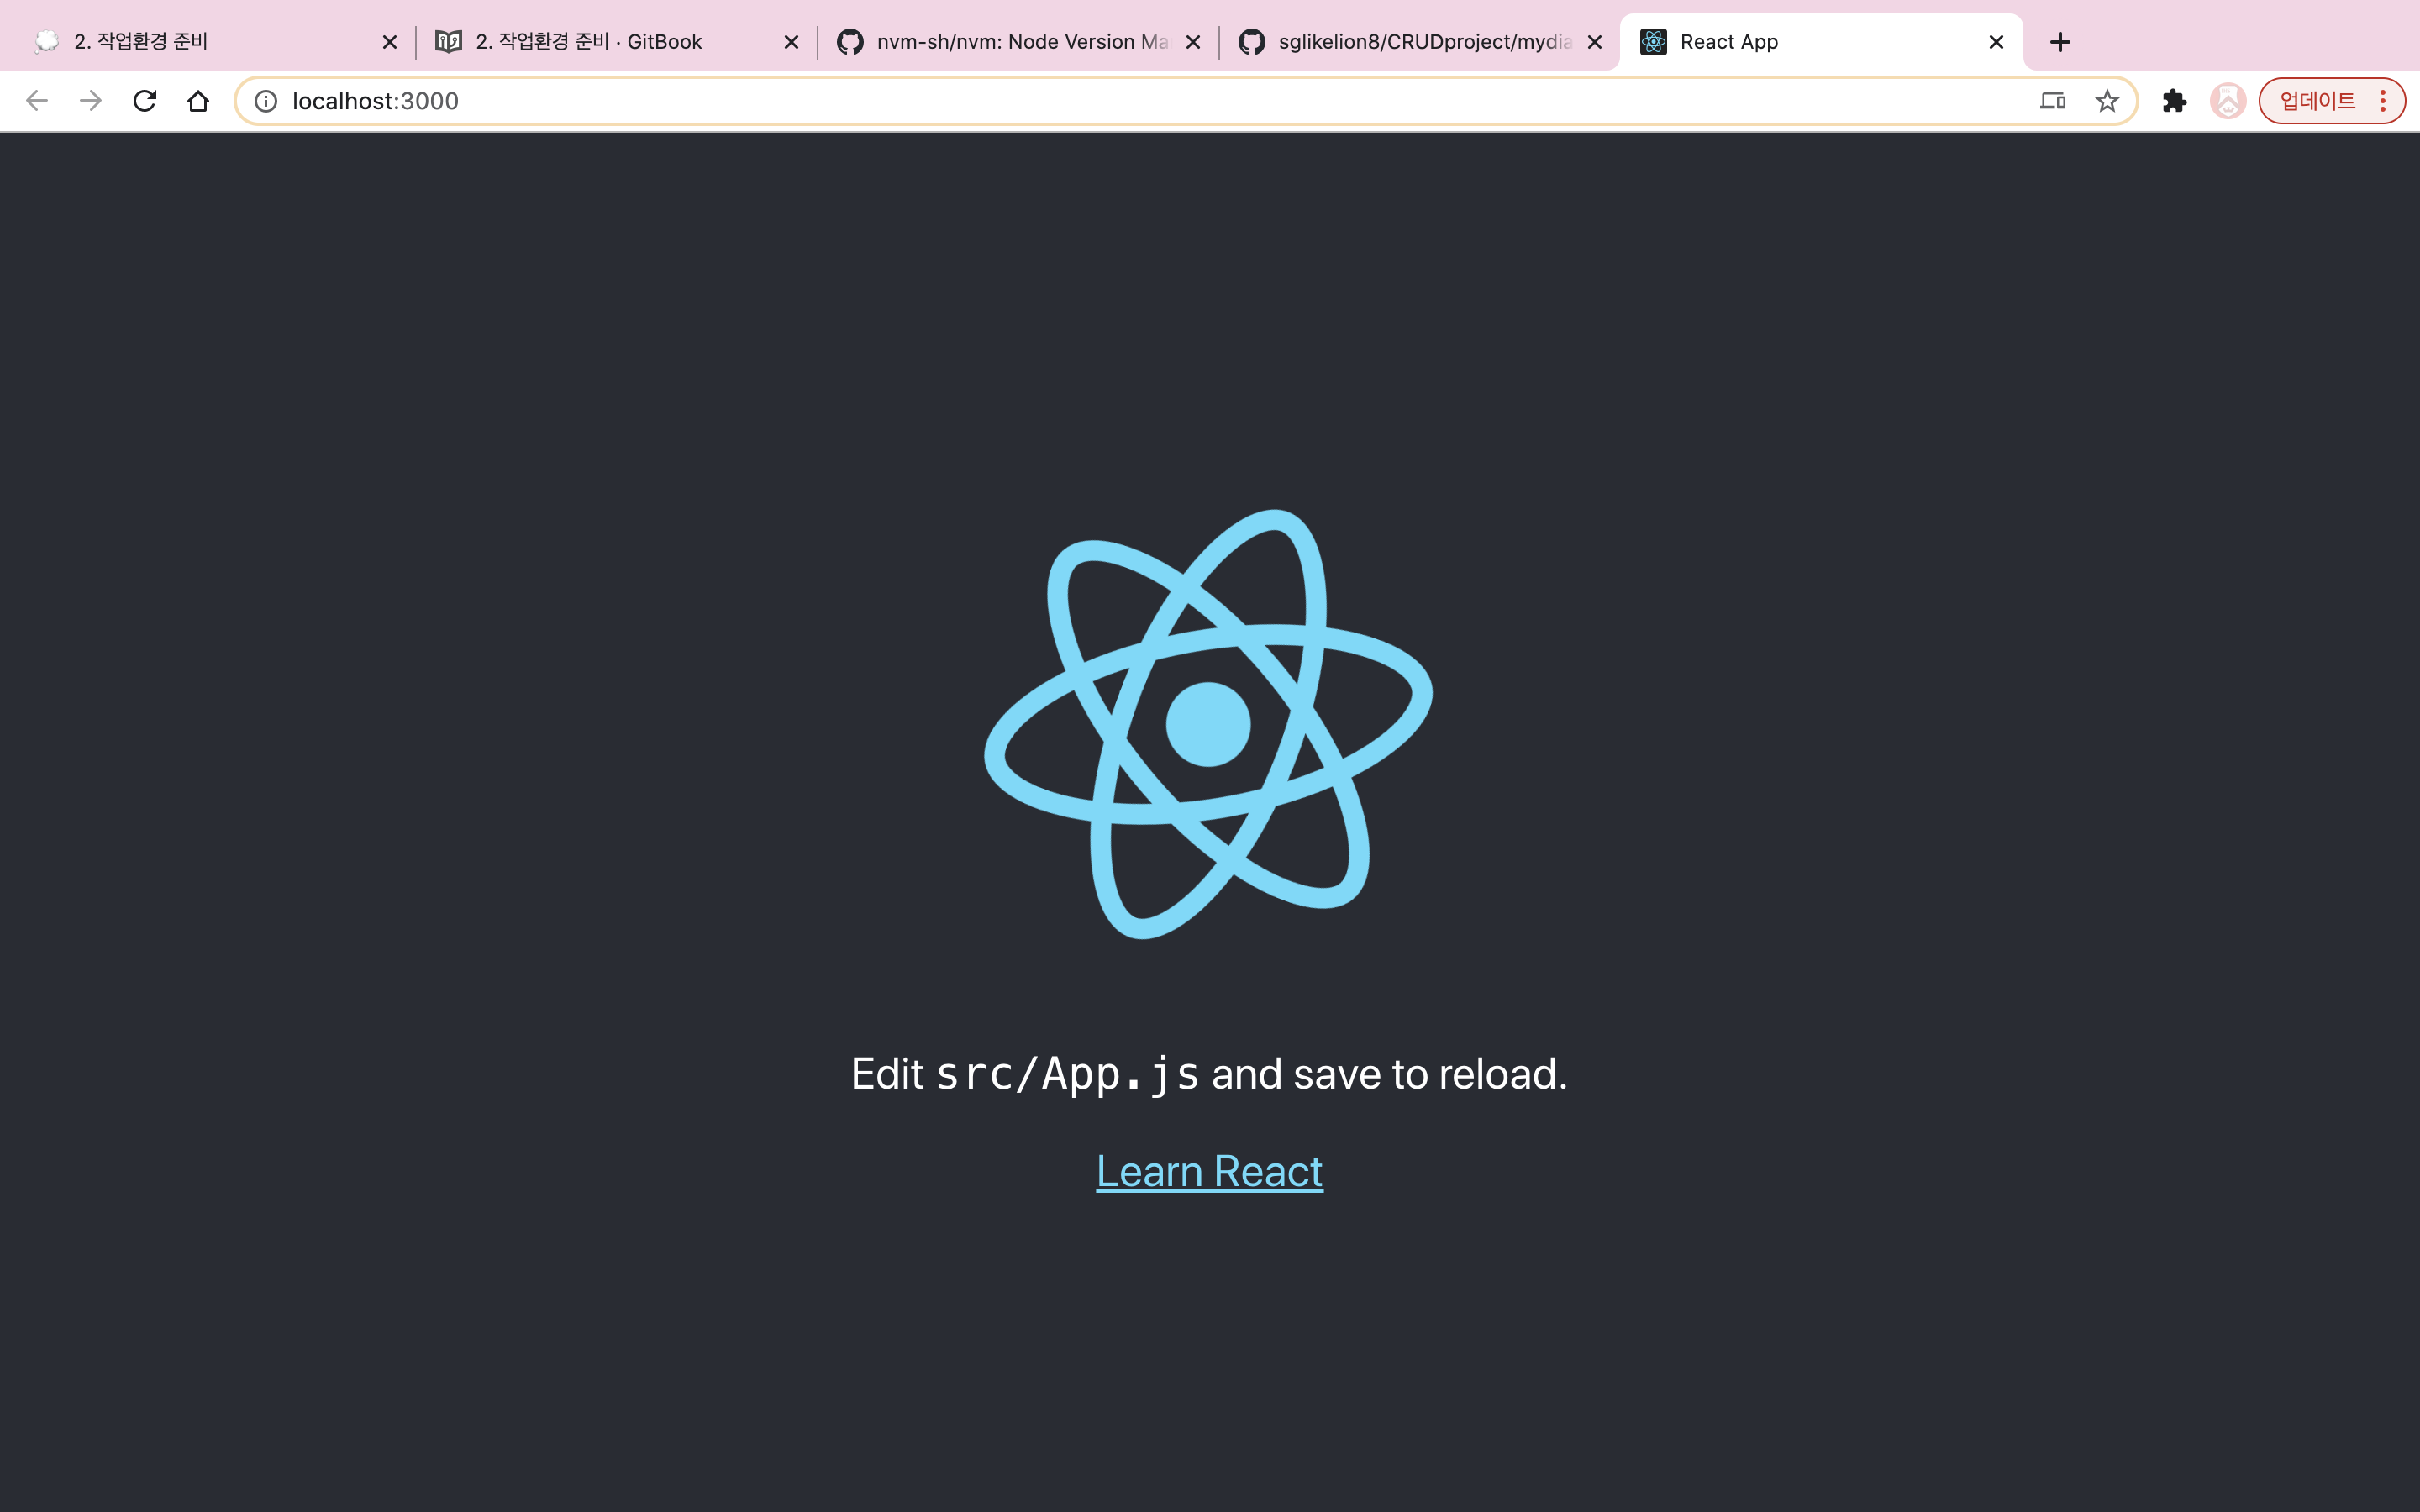 2. 작업환경 준비
2. 작업환경 준비 · GitBook
nvm-sh/nvm: Node Version Ma
sglikelion8/CRUDproject/mydia
React App
localhost:3000
업데이트
Edit src/App.js and save to reload.
Learn React